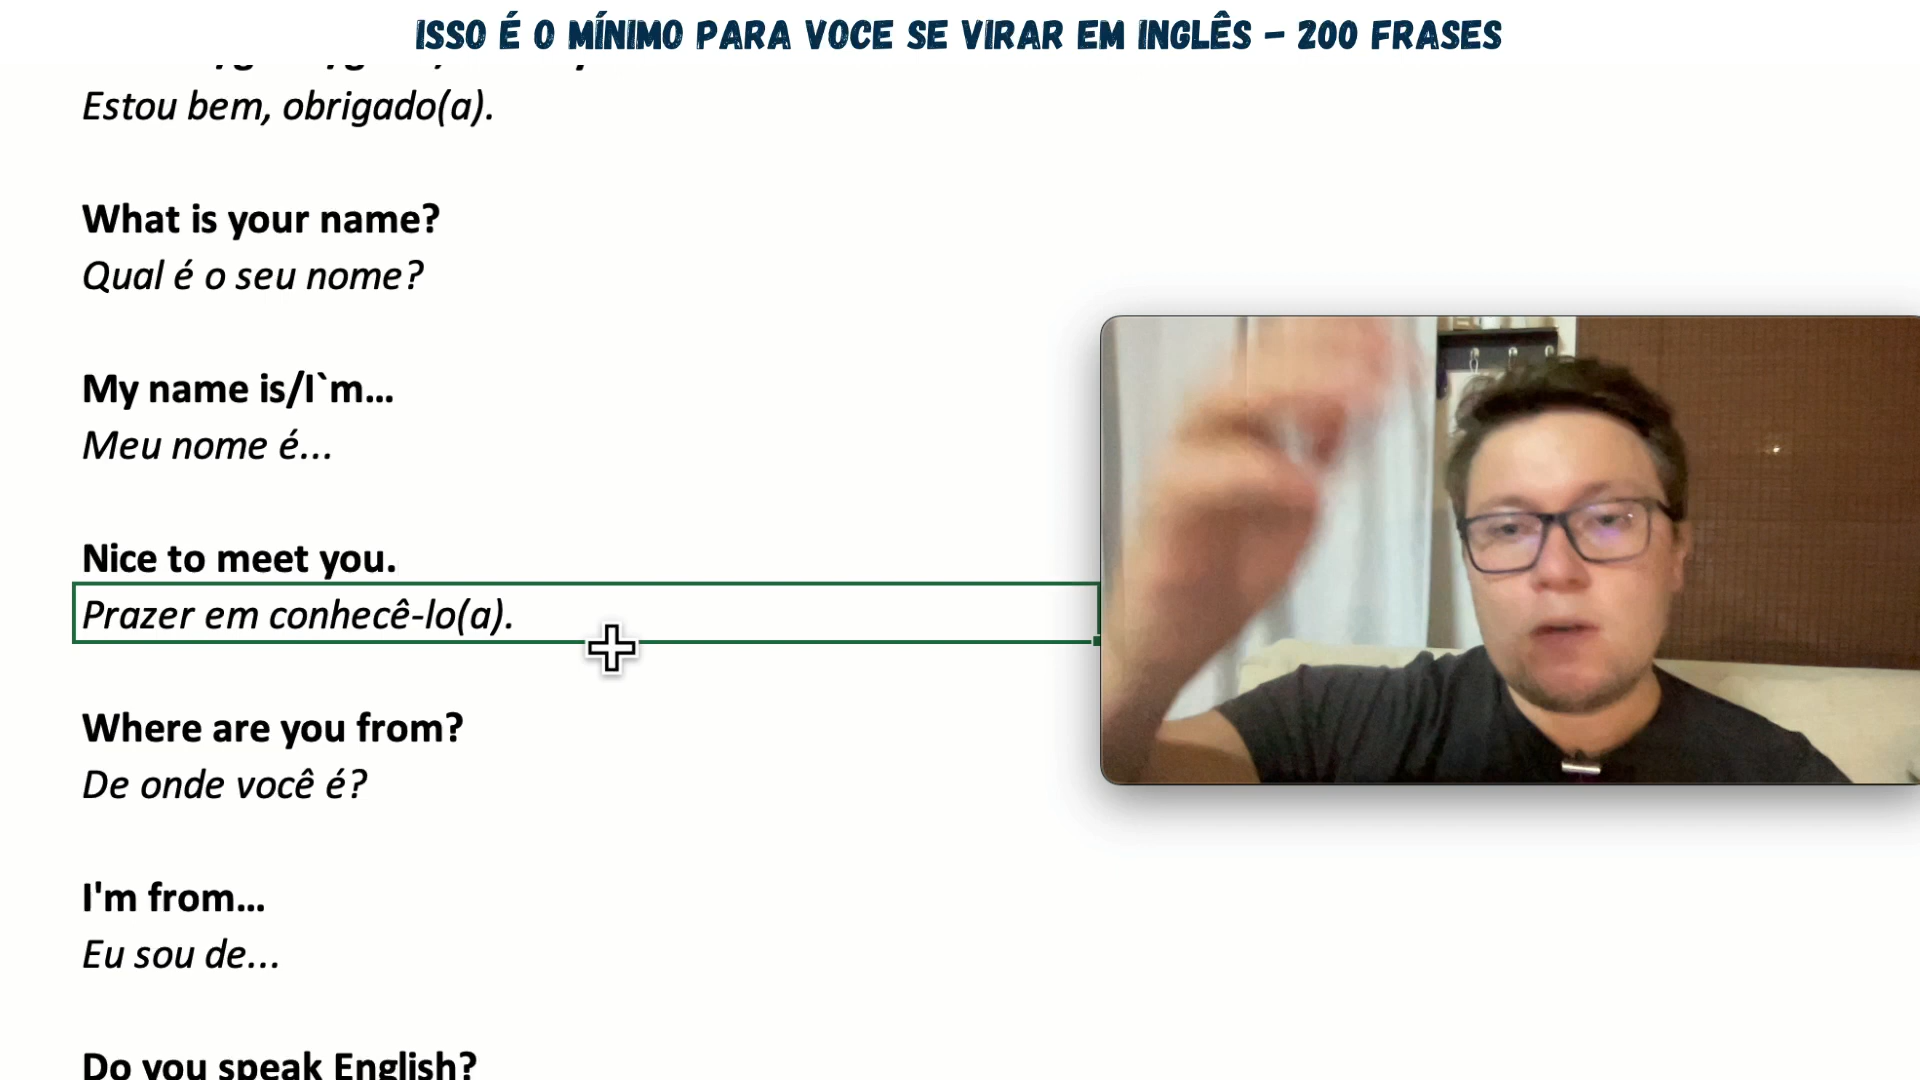 ISSO É O MÍNIMO PARA VOCE SE VIRAR EM INGLÊS – 200 FRASES
Estou bem, obrigado(a).
What is your name?
Qual é o seu nome?
My name is/I`m...
Meu nome é...
Nice to meet you.
Prazer em conhecê-lo(a).
Where are you from?
De onde você é?
I'm from...
Eu sou de...
Do you speak English?